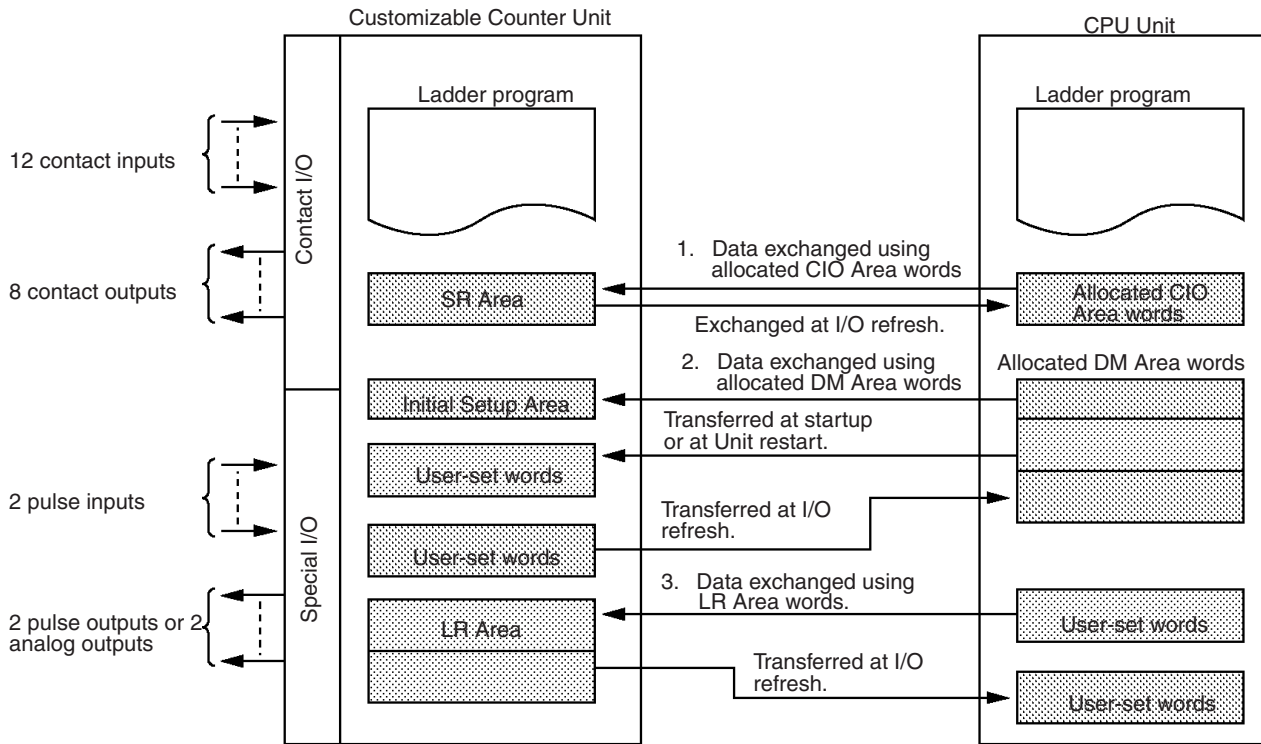 Customizable Counter Unit
CPU Unit
Ladder program
Ladder program
12 contact inputs
Contact I/O
8 contact outputs
1. Data exchanged using
allocated CIO Area words
SR Area
Allocated CIO
Area words
Exchanged at I/O refresh.
2. Data exchanged using
allocated DM Area words
Allocated DM Area words
Initial Setup Area
Transferred at startup
or at Unit restart.
User-set words
2 pulse inputs
Special I/O
Transferred at I/O
refresh.
User-set words
3. Data exchanged using
LR Area words.
2 pulse outputs or 2
analog outputs
LR Area
User-set words
Transferred at I/O
refresh.
User-set words